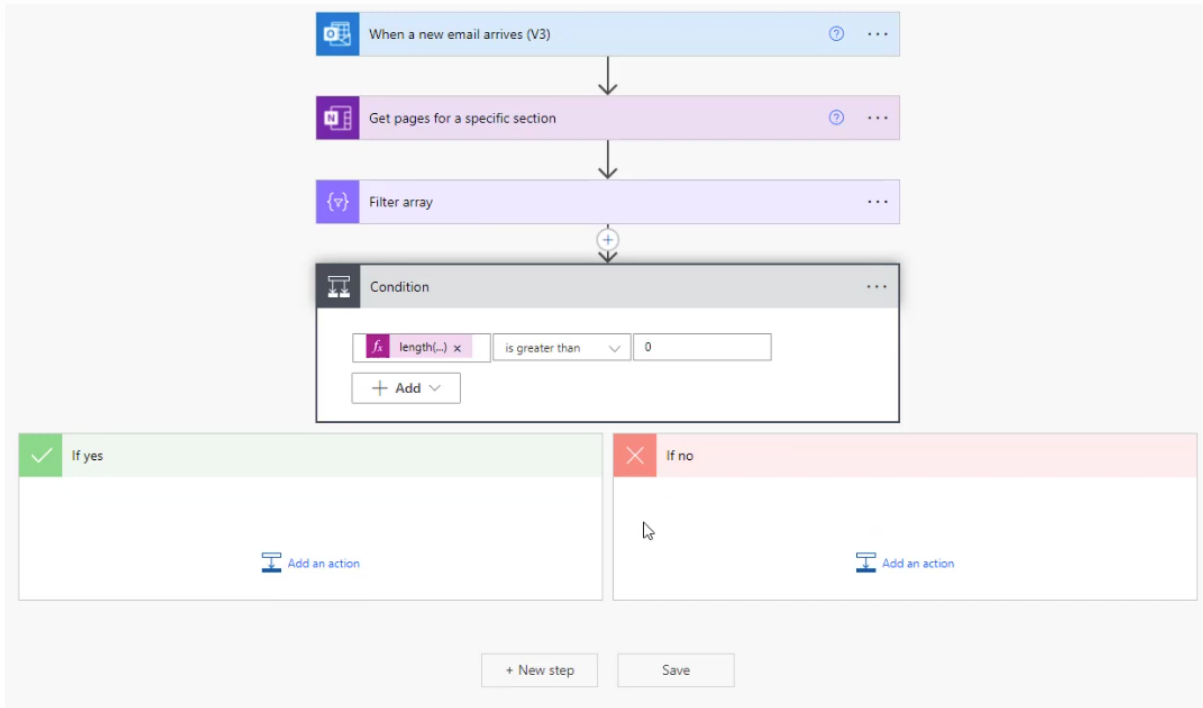 When a new email arrives (V3)
Get pages for a specific section
Filter array
Condition
fx length(...) × is greater than 0
+ Add
If yes
If no
Add an action
Add an action
+ New step
Save